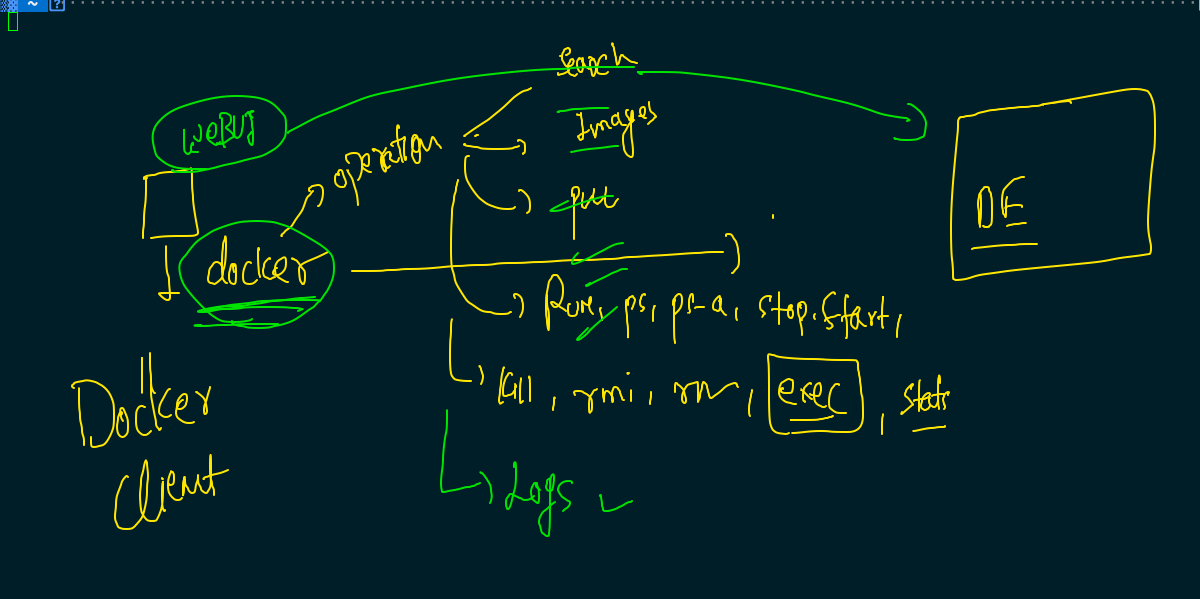 ~ ?
Search
webUI
Images
operation
pull
DE
docker
Run, ps, ps-a, stop, start,
Kill, rmi, rm, exec, stats
Docker
client
Logs